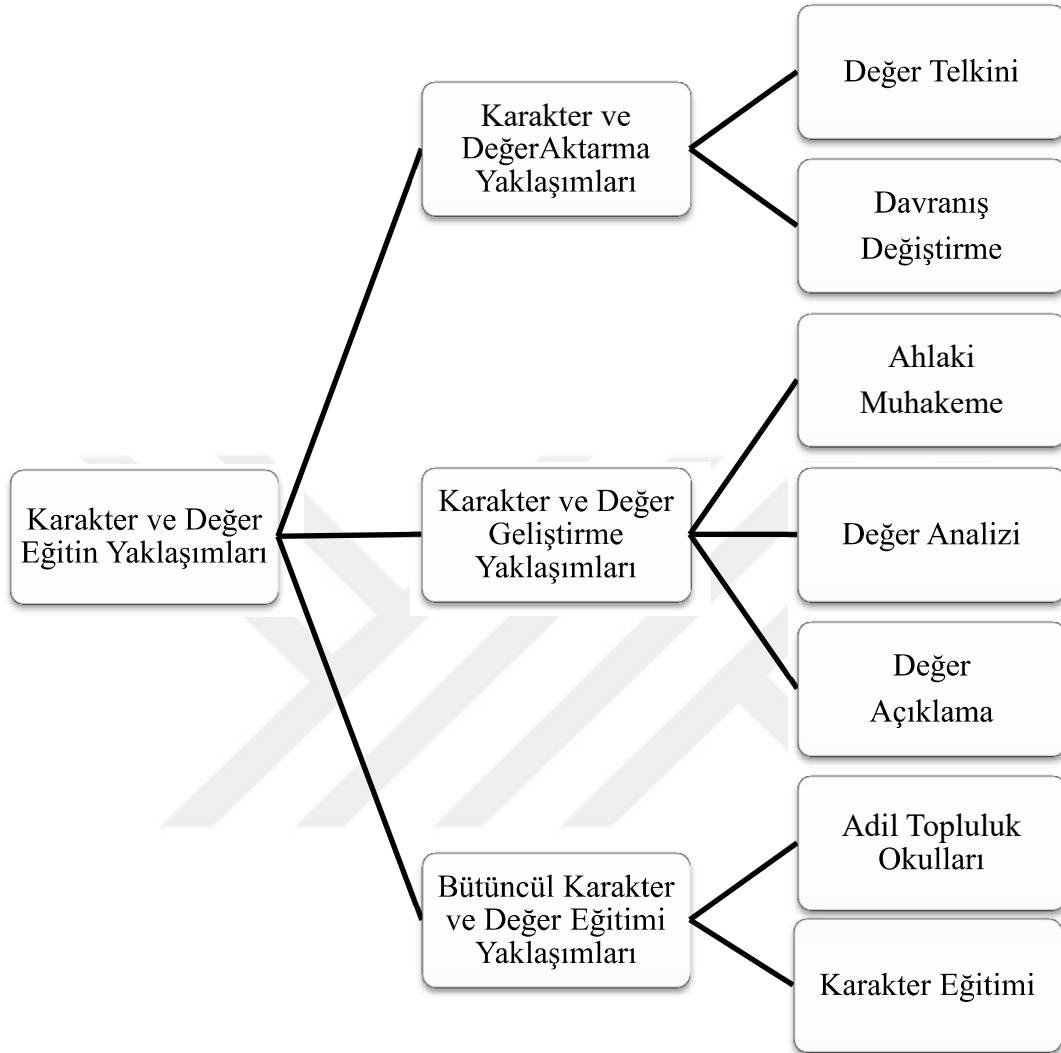 Karakter ve Değer
Eğitin Yaklaşımları
Karakter ve
DeğerAktarma
Yaklaşımları
Değer Telkini
Davranış
Değiştirme
Karakter ve Değer
Geliştirme
Yaklaşımları
Ahlaki
Muhakeme
Değer Analizi
Değer
Açıklama
Bütüncül Karakter
ve Değer Eğitimi
Yaklaşımları
Adil Topluluk
Okulları
Karakter Eğitimi